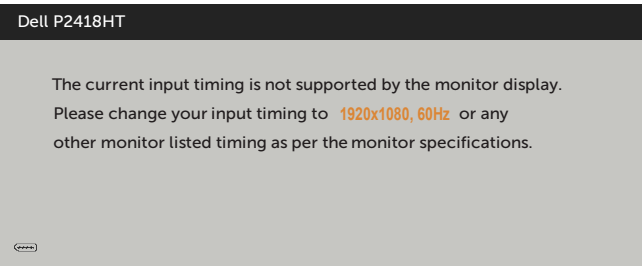 Dell P2418HT
The current input timing is not supported by the monitor display.
Please change your input timing to 1920x1080, 60Hz or any
other monitor listed timing as per the monitor specifications.